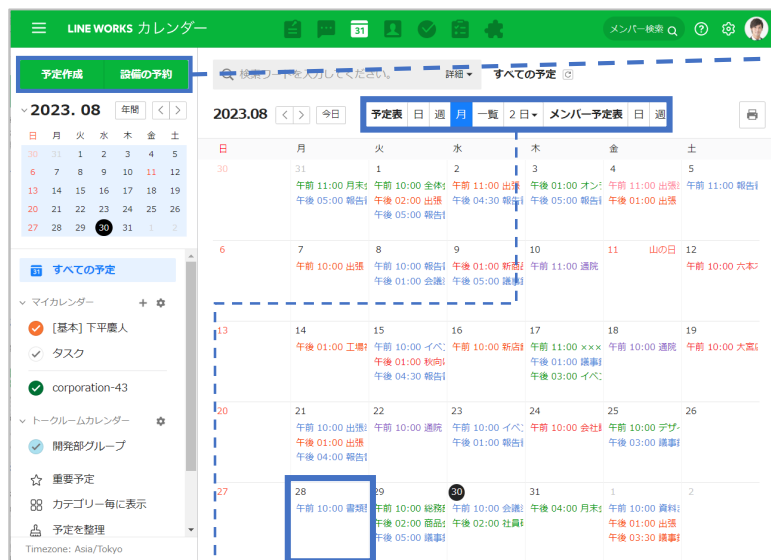 LINE WORKS カレンダー
31
メンバー検索
予定作成 設備の予約
検索ワードを入力してください。 詳細 すべての予定
2023. 08 年間 < >
2023.08 < > 今日 予定表 日 週 月 一覧 2日 メンバー予定表 日 週
日 月 火 水 木 金 土
30 31 1 2 3 4 5
6 7 8 9 10 11 12
13 14 15 16 17 18 19
20 21 22 23 24 25 26
27 28 29 30 31 1 2
31 すべての予定
マイカレンダー +
[基本] 下平慶人
タスク
corporation-43
トークルームカレンダー
開発部グループ
重要予定
カテゴリー毎に表示
予定を整理
Timezone: Asia/Tokyo
日 月 火 水 木 金 土
30 31 1 2 3 4 5
午前 11:00 月末 午前 10:00 全体 午前 11:00 出張 午後 01:00 オン 午前 11:00 出張 午前 11:00 報告
午後 05:00 報告 午後 02:00 出張 午後 04:30 報告 午後 05:00 報告 午後 01:00 出張
午後 05:00 報告
6 7 8 9 10 11 山の日 12
午前 10:00 出張 午前 10:00 報告 午後 01:00 新商 午前 11:00 通院 午前 10:00 六本
午後 01:00 会議 午後 05:00 議事
13 14 15 16 17 18 19
午後 01:00 工場 午前 10:00 イベ 午前 10:00 新店 午前 11:00 ××× 午前 10:00 通院 午前 10:00 大宮
午後 01:00 秋向 午後 01:00 議事
午後 04:30 報告 午後 03:00 イベ
20 21 22 23 24 25 26
午前 10:00 出張 午前 10:00 通院 午前 10:00 イベ 午前 10:00 会社 午前 10:00 デザ
午後 01:00 出張 午後 01:00 報告 午後 03:00 議事
午後 04:00 報告
27 28 29 30 31 1 2
午前 10:00 書類 午前 10:00 総務 午前 10:00 会議 午後 04:00 月末 午前 10:00 資料
午後 02:00 商品 午後 02:00 社員 午後 01:00 出張
午後 05:00 議事 午後 03:30 議事